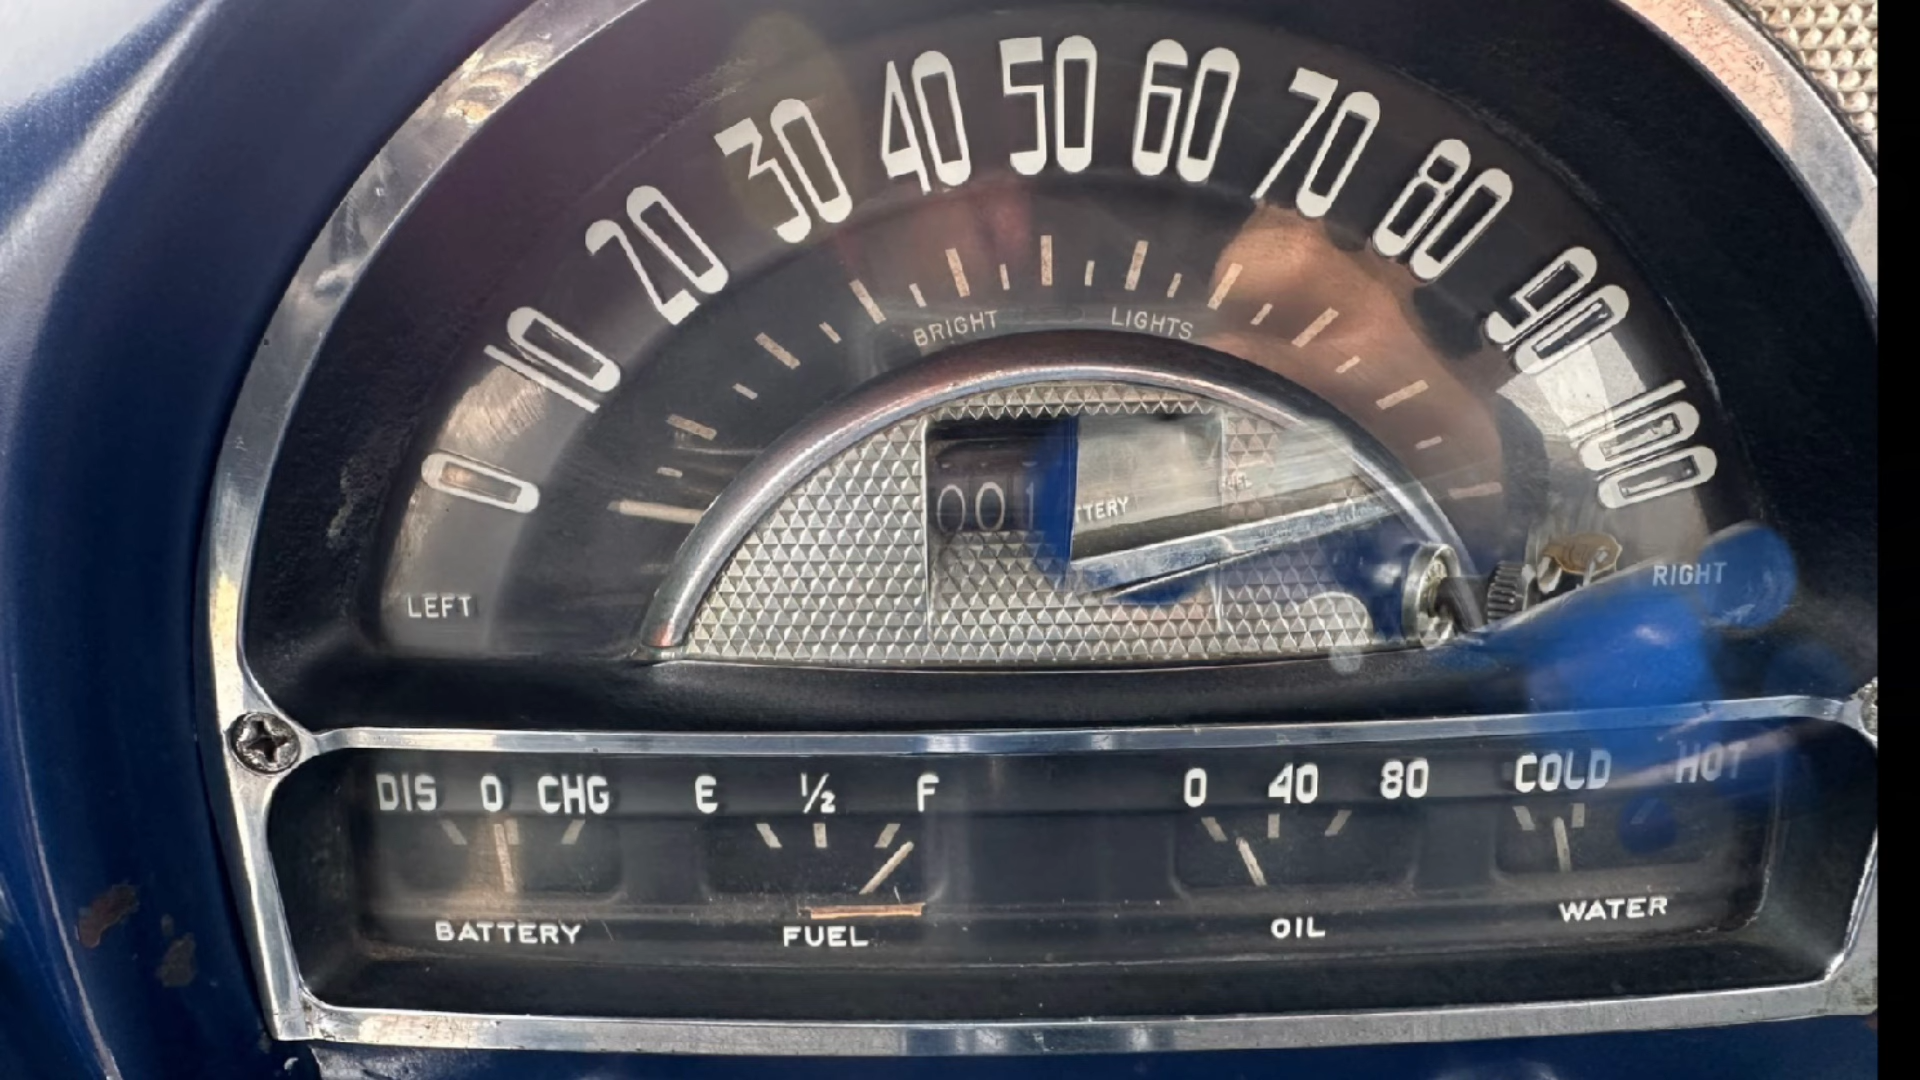 0 10 20 30 40 50 60 70 80 90 100
BRIGHT LIGHTS
001
LEFT RIGHT
DIS 0 CHG E 1/2 F 0 40 80 COLD HOT
BATTERY FUEL OIL WATER